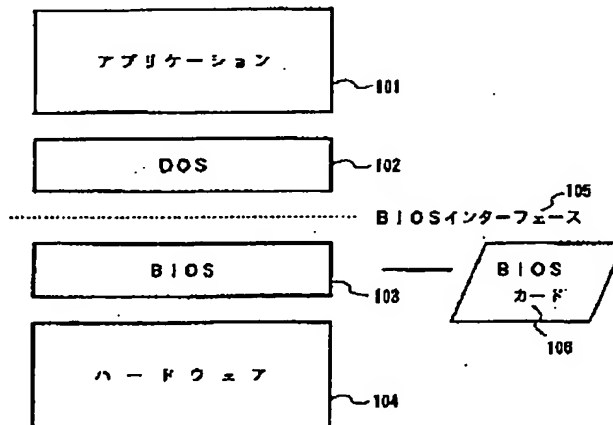 アプリケーション
101
DOS
102
105
BIOSインターフェース
BIOS
103
BIOS
カード
106
ハードウェア
104